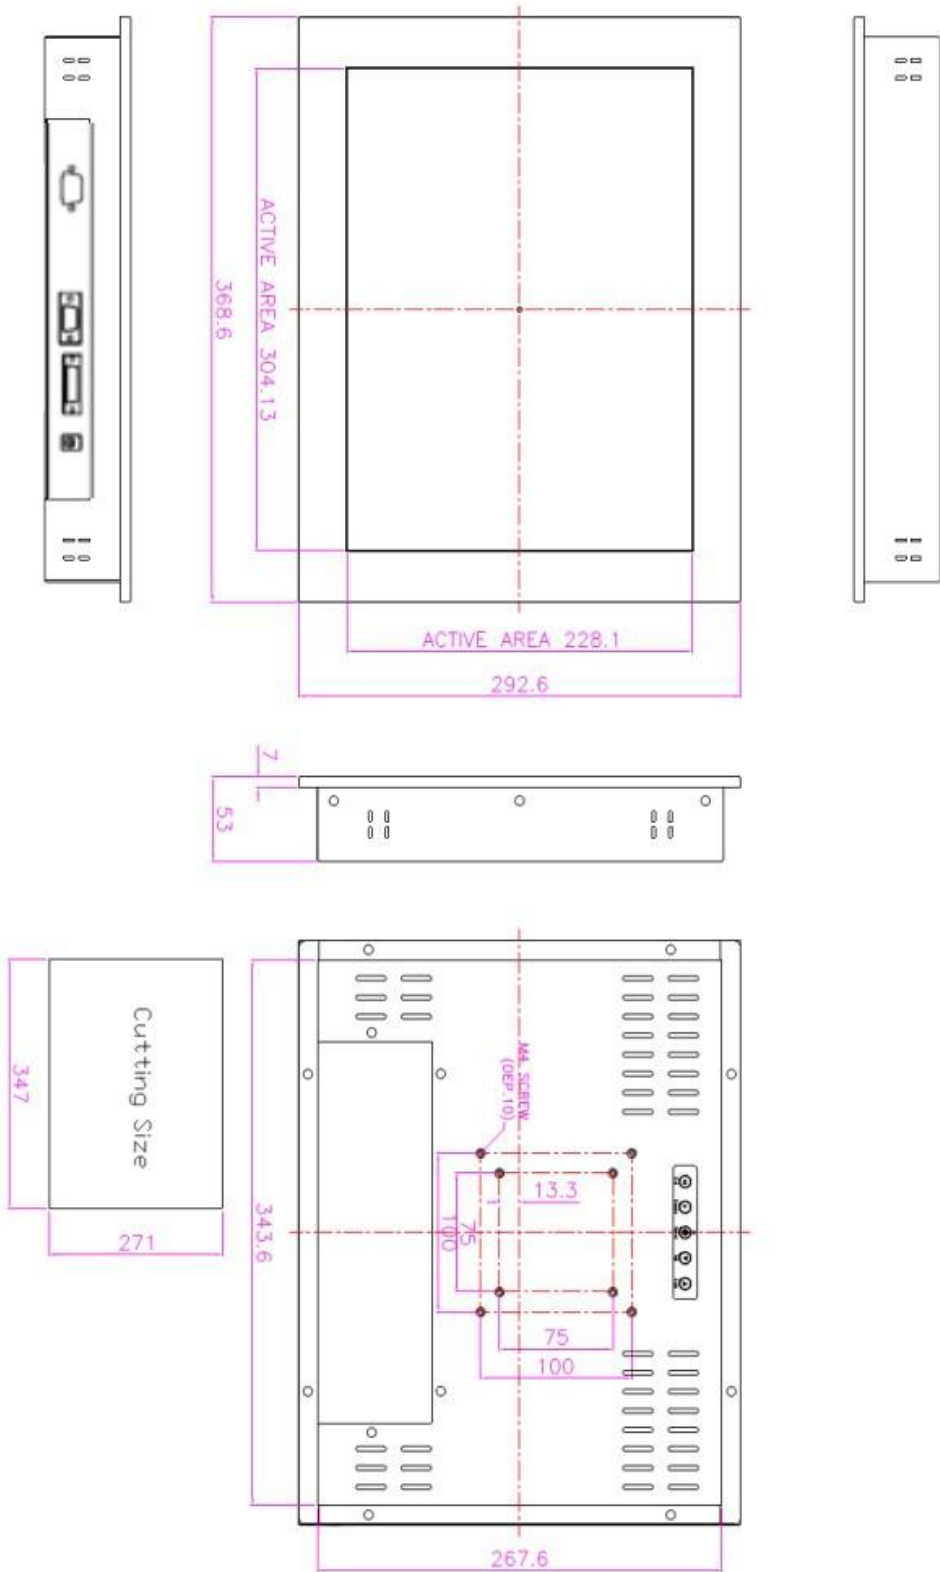 ACTIVE AREA 304.13
368.6
ACTIVE AREA 228.1
292.6
7
53
Cutting Size
347
271
M4 SCREW
(DEP.10)
13.3
75
100
343.6
75
100
267.6